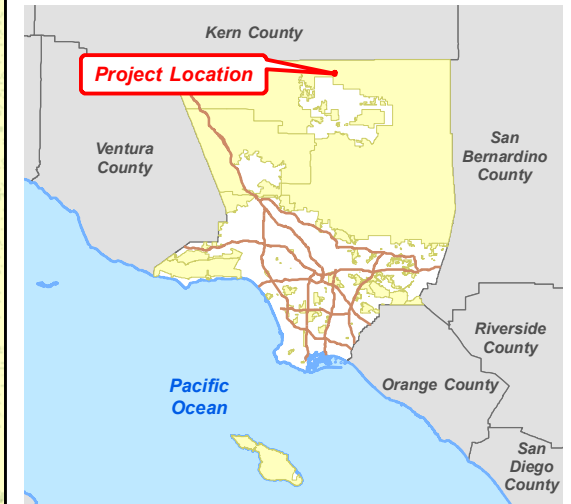 Kern County
Project Location
Ventura
County
San
Bernardino
County
Riverside
County
Orange County
Pacific
Ocean
San
Diego
County